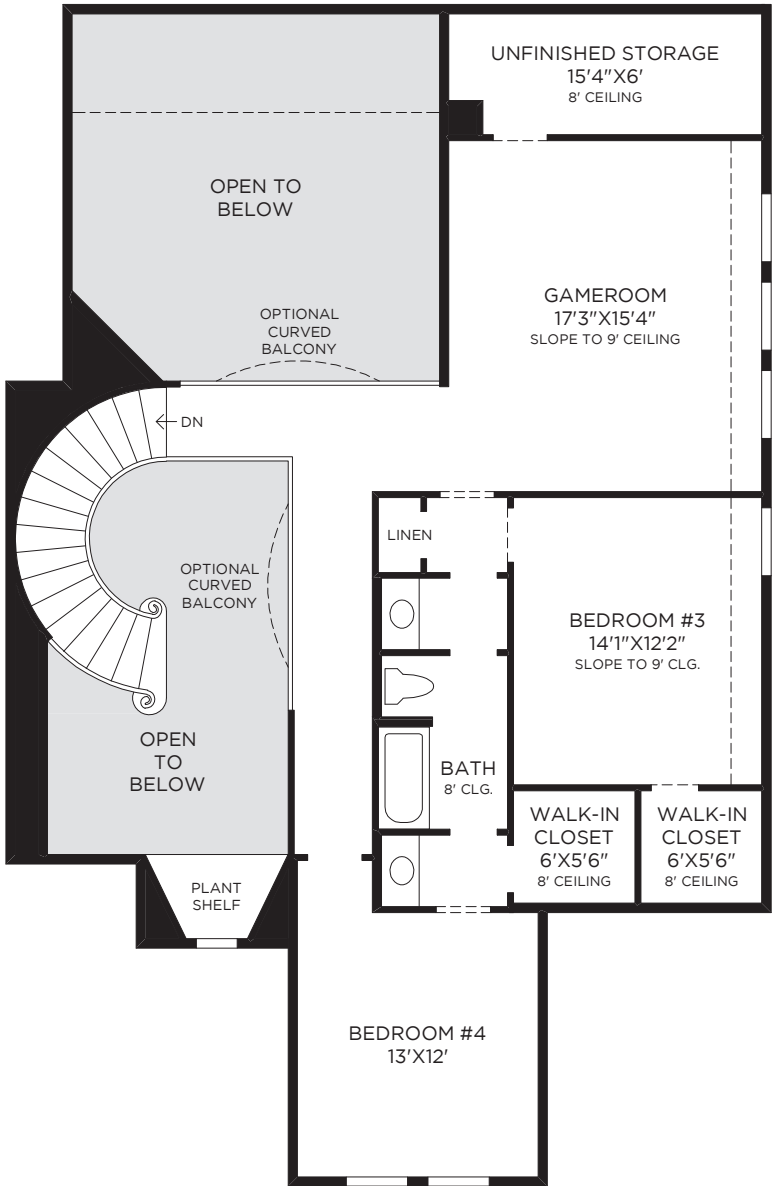 UNFINISHED STORAGE
15'4"X6'
8' CEILING
OPEN TO
BELOW
GAMEROOM
17'3"X15'4"
SLOPE TO 9' CEILING
OPTIONAL
CURVED
BALCONY
DN
LINEN
OPTIONAL
CURVED
BALCONY
BEDROOM #3
14'1"X12'2"
SLOPE TO 9' CLG.
OPEN
TO
BELOW
BATH
8' CLG.
WALK-IN
CLOSET
6'X5'6"
8' CEILING
WALK-IN
CLOSET
6'X5'6"
8' CEILING
PLANT
SHELF
BEDROOM #4
13'X12'